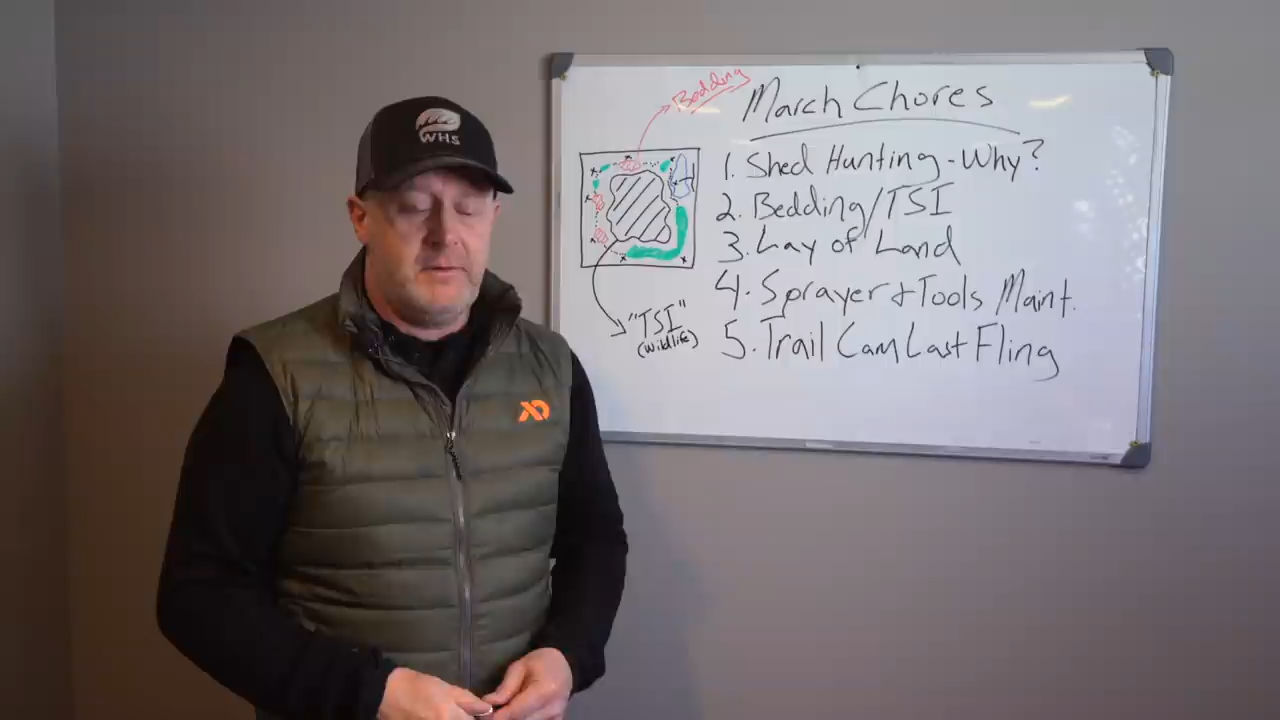 WHS
Bedding
March Chores
1. Shed Hunting - Why?
2. Bedding/TSI
3. Lay of Land
4. Sprayer & Tools Maint.
5. Trail Cam Last Fling
"TSI"
(wildlife)